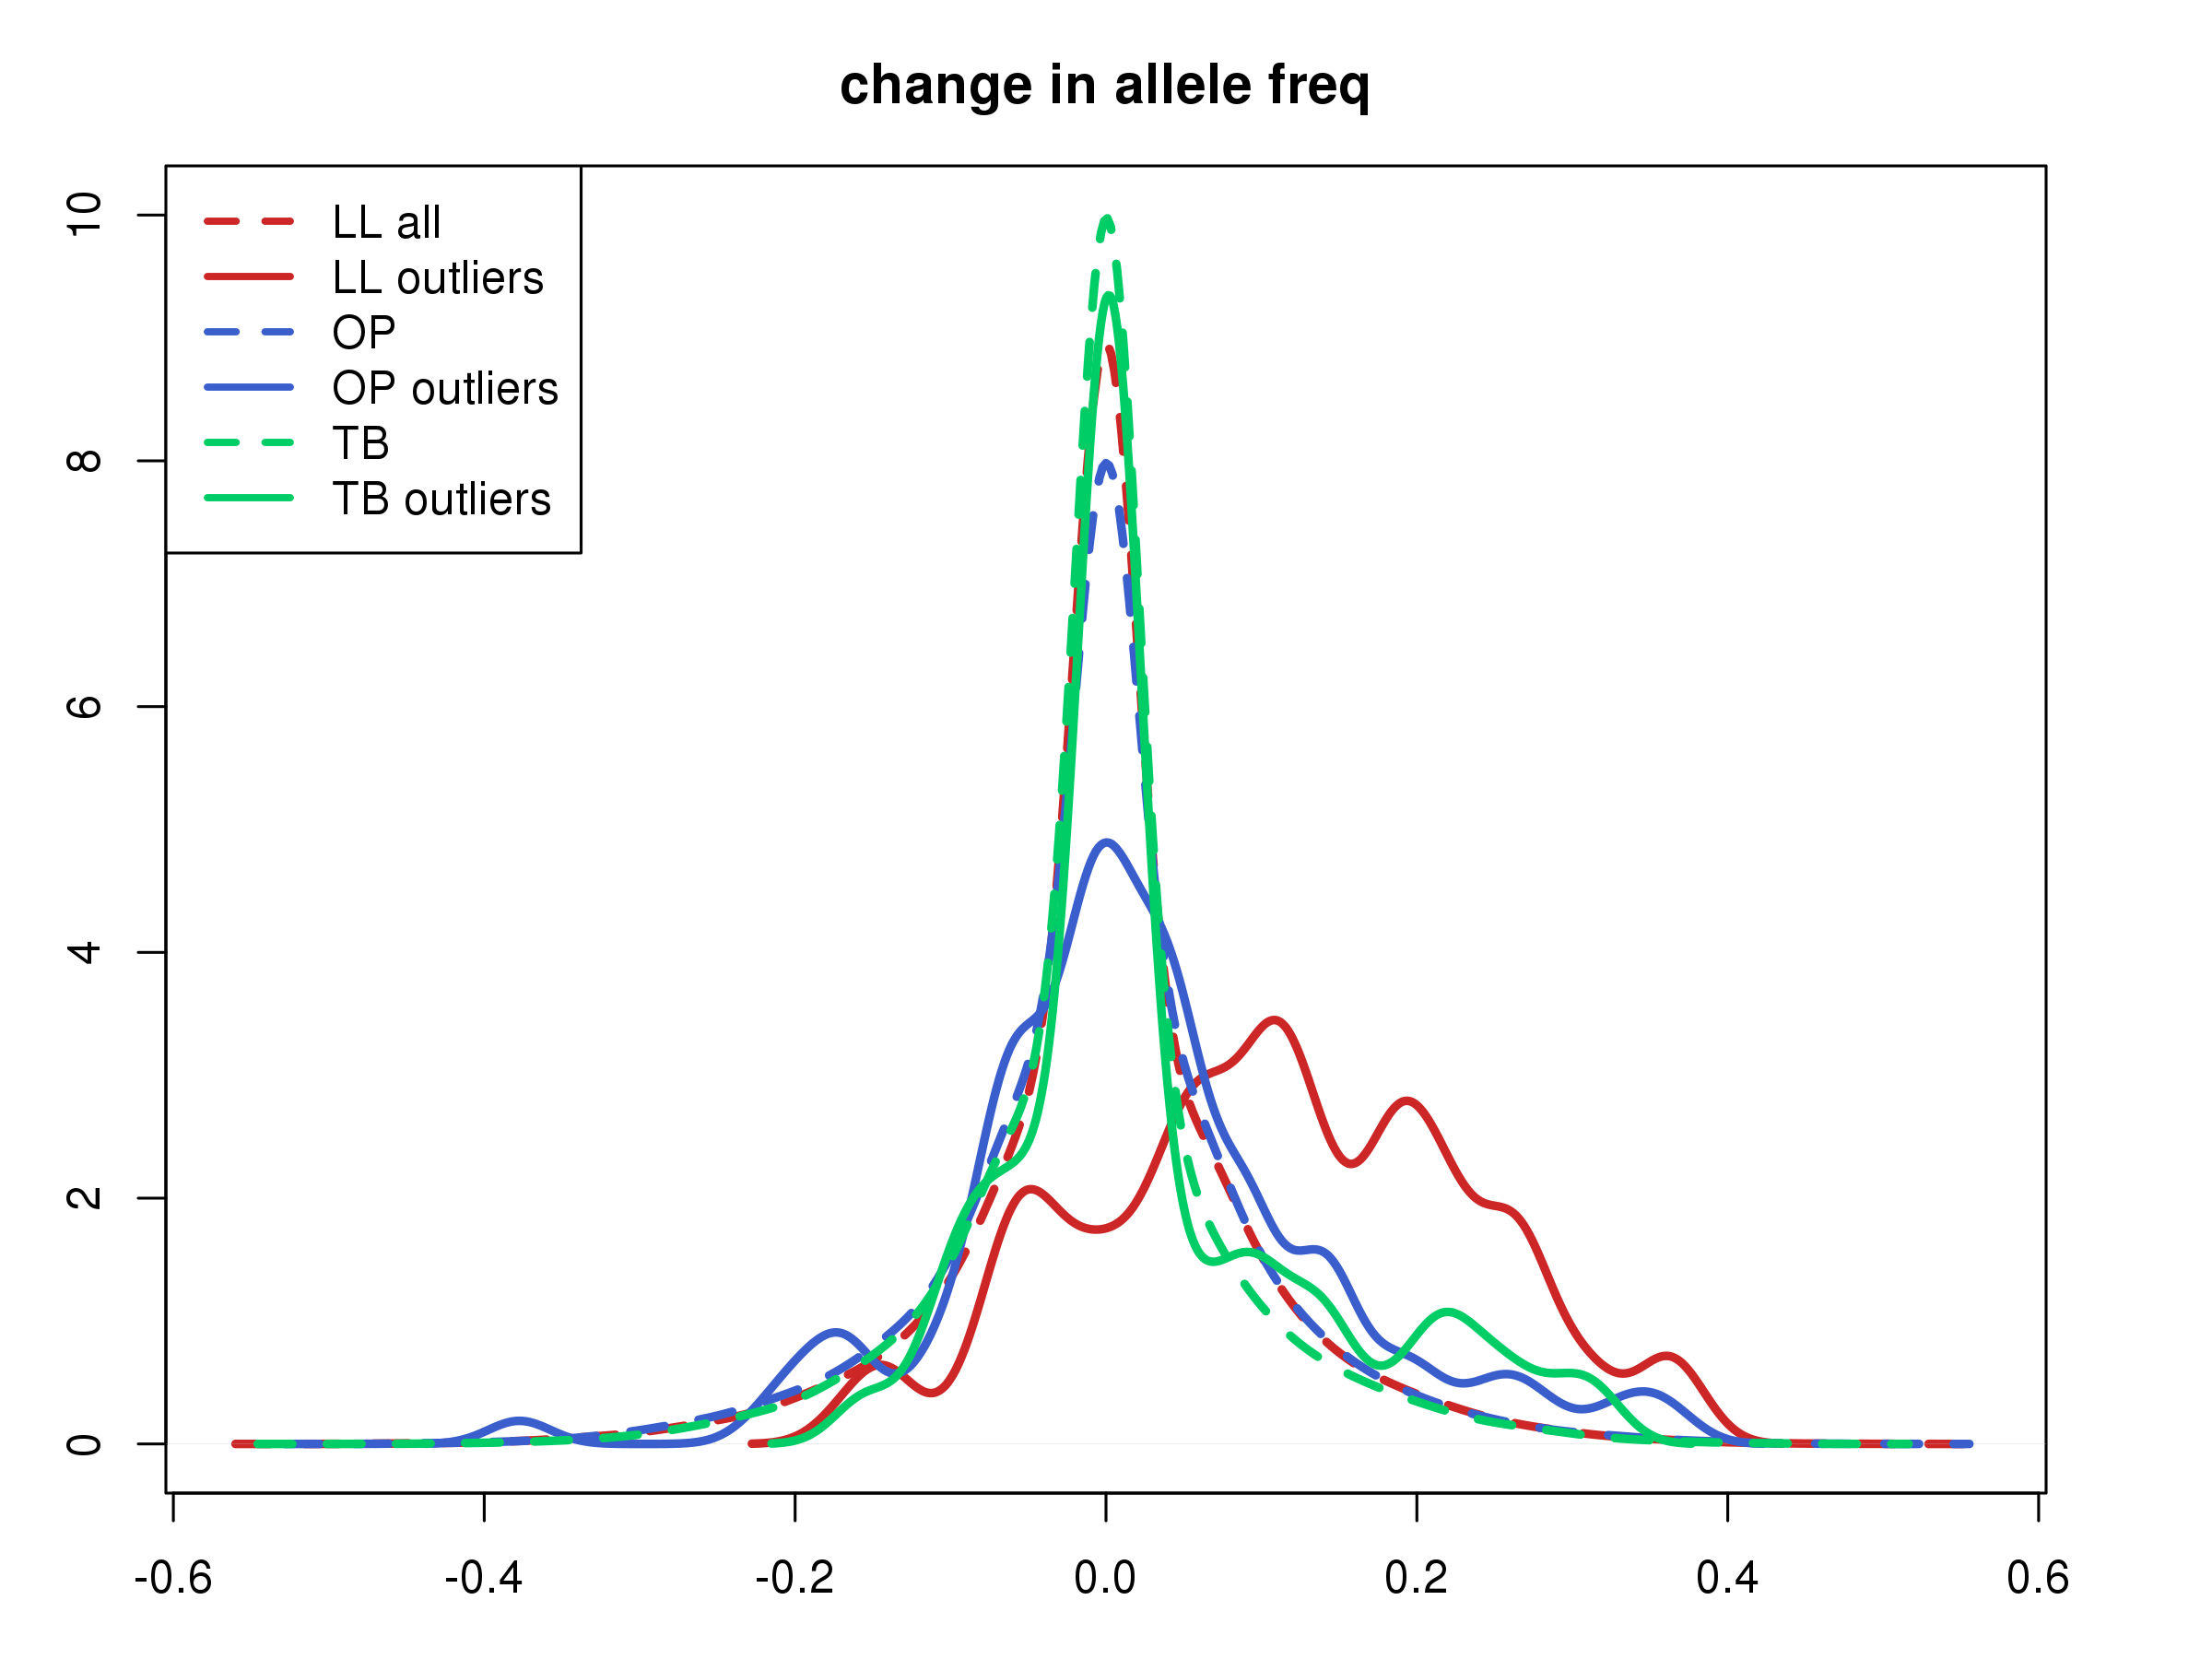 change in allele freq
10
8
6
4
2
0
LL all
LL outliers
OP
OP outliers
TB
TB outliers
-0.6 -0.4 -0.2 0.0 0.2 0.4 0.6